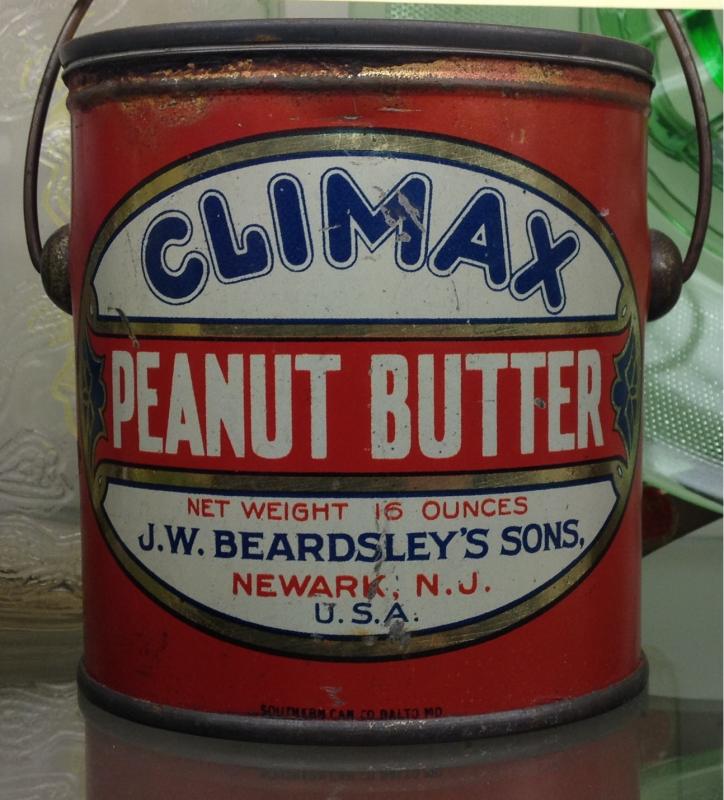 CLIMAX
PEANUT BUTTER
NET WEIGHT 16 OUNCES
J.W. BEARDSLEY'S SONS,
NEWARK, N.J.
U.S.A.
SOUTHERN CAN CO BALTO MD